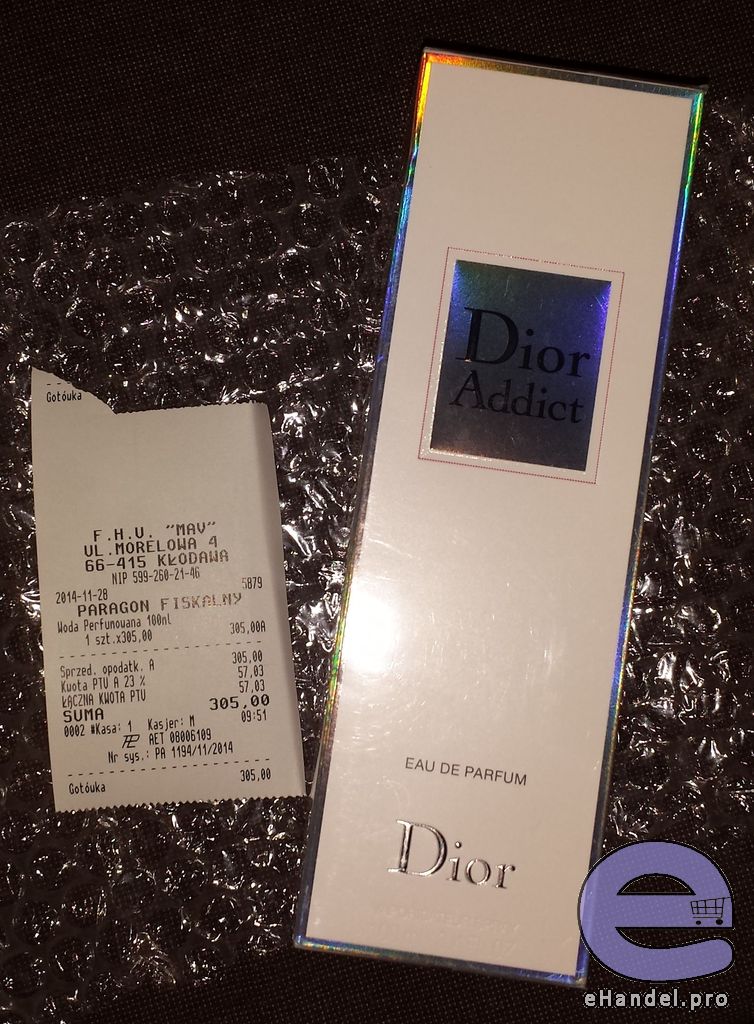 Gotóuka
F.H.U. "MAV"
UL.MORELOWA 4
66-415 KŁODAWA
NIP 599-260-21-46
2014-11-28 5879
PARAGON FISKALNY
Woda Perfumowana 100ml
1 szt.x305,00 305,00A
Sprzed. opodatk. A 305,00
Kwota PTU A 23 % 57,03
ŁĄCZNA KWOTA PTU 57,03
SUMA 305,00
0002 #Kasa: 1 Kasjer: M 09:51
AET 08006109
Nr sys.: PA 1194/11/2014
Gotóuka 305,00
Dior
Addict
EAU DE PARFUM
Dior
eHandel.pro